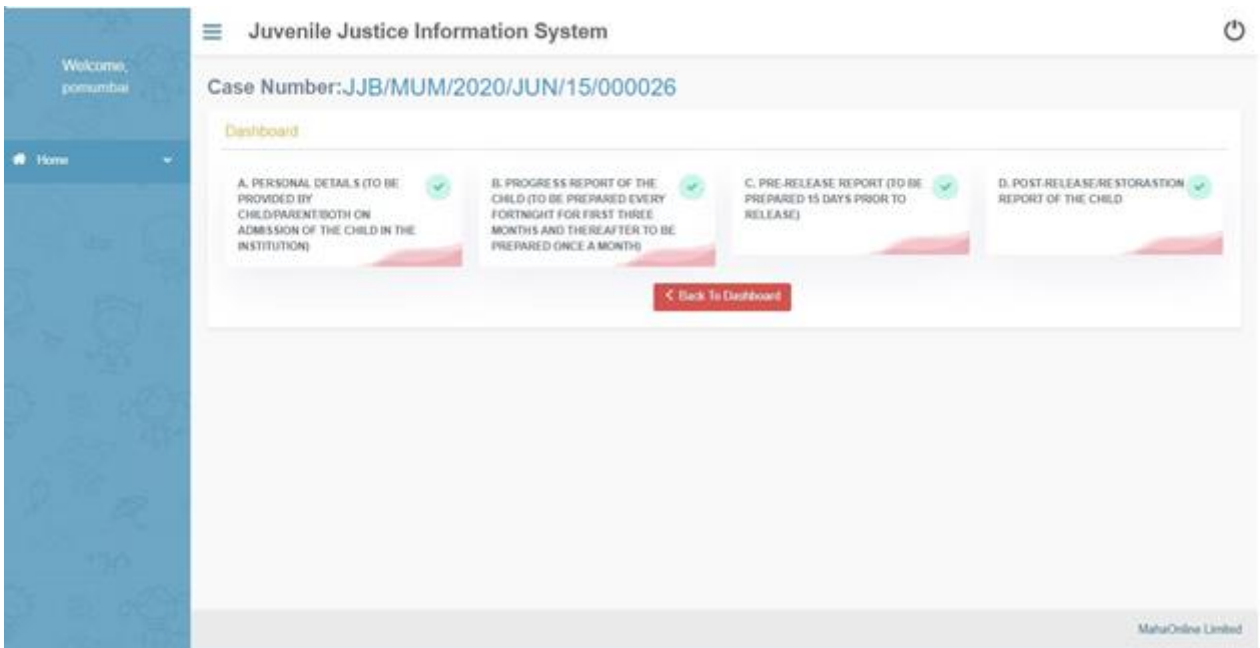 Juvenile Justice Information System
Welcome,
pomumbai
Case Number:JJB/MUM/2020/JUN/15/000026
Dashboard
Home
A. PERSONAL DETAILS (TO BE
PROVIDED BY
CHILD/PARENT/BOTH ON
ADMISSION OF THE CHILD IN THE
INSTITUTION)
B. PROGRESS REPORT OF THE
CHILD (TO BE PREPARED EVERY
FORTNIGHT FOR FIRST THREE
MONTHS AND THEREAFTER TO BE
PREPARED ONCE A MONTH)
C. PRE-RELEASE REPORT (TO BE
PREPARED 15 DAYS PRIOR TO
RELEASE)
D. POST-RELEASE/RESTORASTION
REPORT OF THE CHILD
Back To Dashboard
MahaOnline Limited